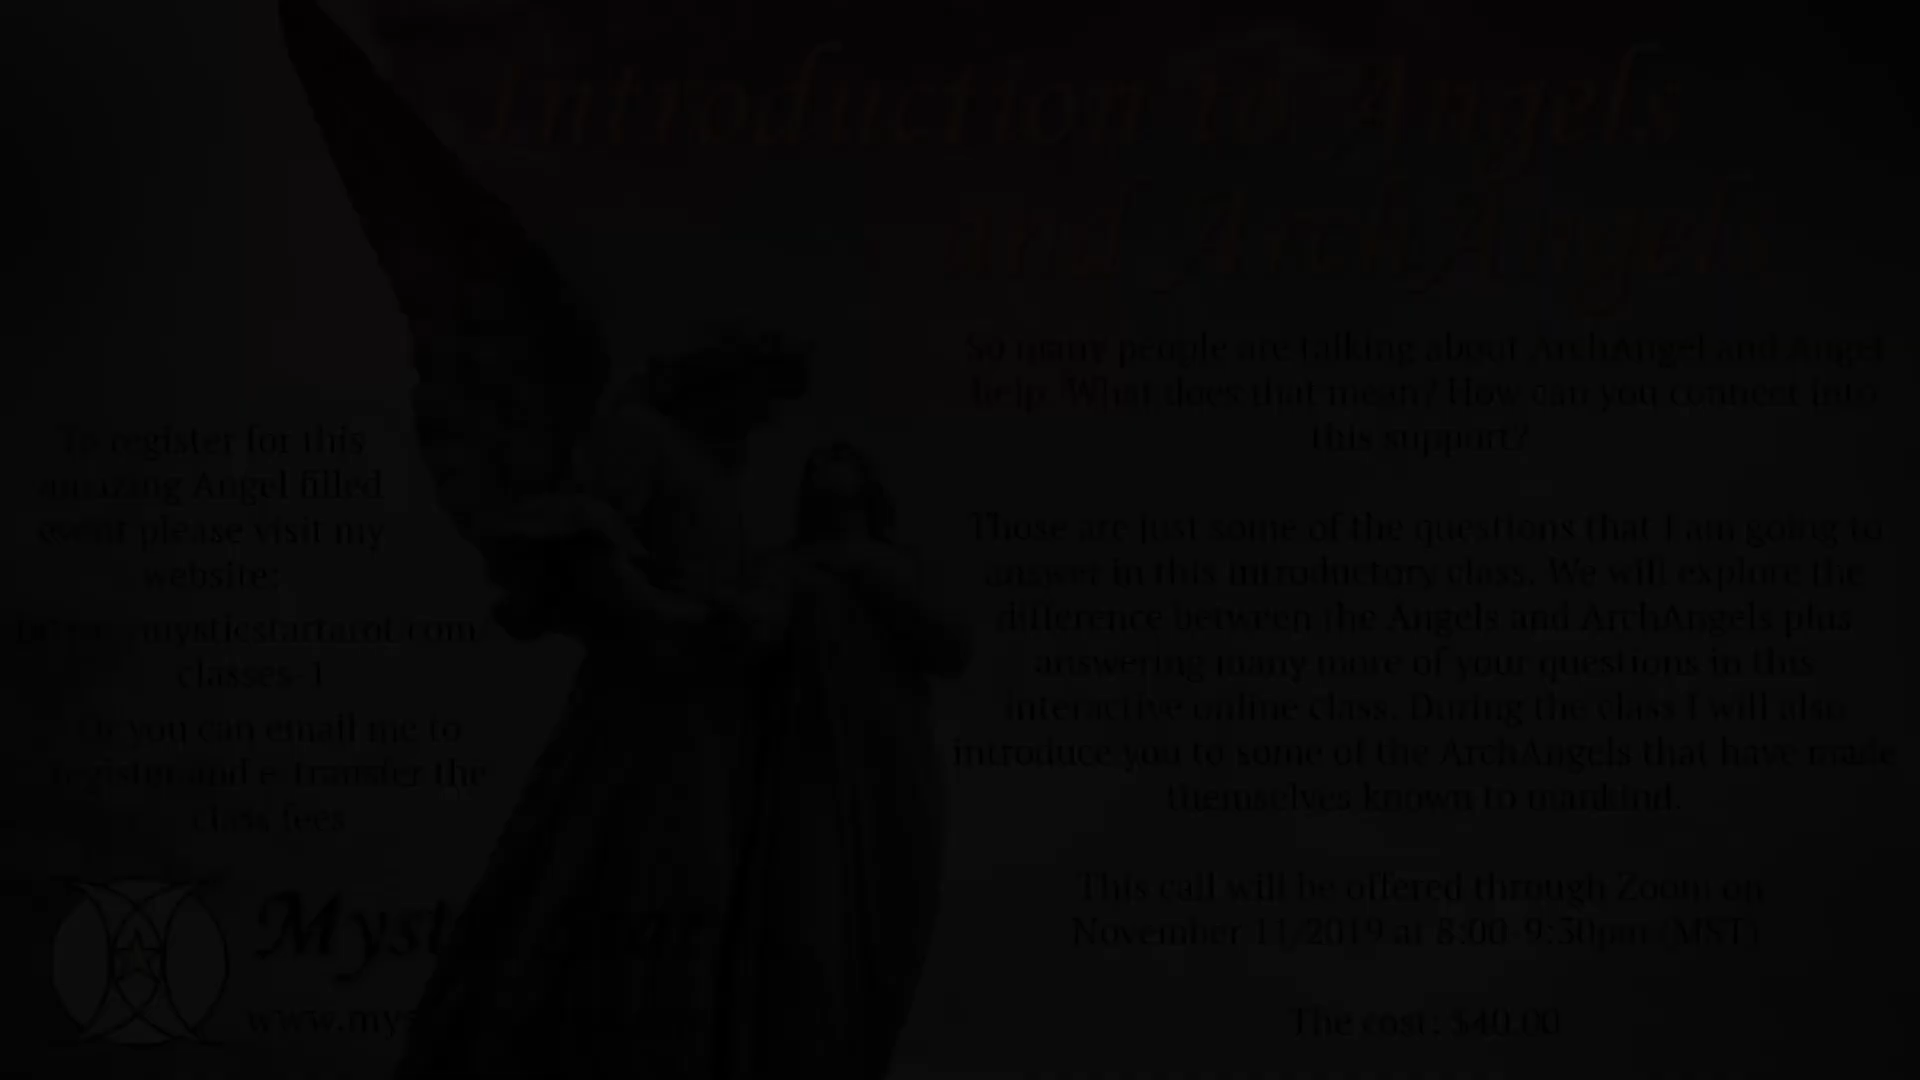 Introduction to Angels
and ArchAngels
So many people are talking about ArchAngel and Angel
help. What does that mean? How can you connect into
this support?
Those are just some of the questions that I am going to
answer in this introductory class. We will explore the
difference between the Angels and ArchAngels plus
answering many more of your questions in this
interactive online class. During the class I will also
introduce you to some of the ArchAngels that have made
themselves known to mankind.
This call will be offered through Zoom on
November 11/2019 at 8:00-9:30pm (MST)
The cost: $40.00
To register for this
amazing Angel filled
event please visit my
website:
mysticstartarot.com/
classes-1
Or you can email me to
register and e-transfer the
class fees
Mystic Star
www.mys